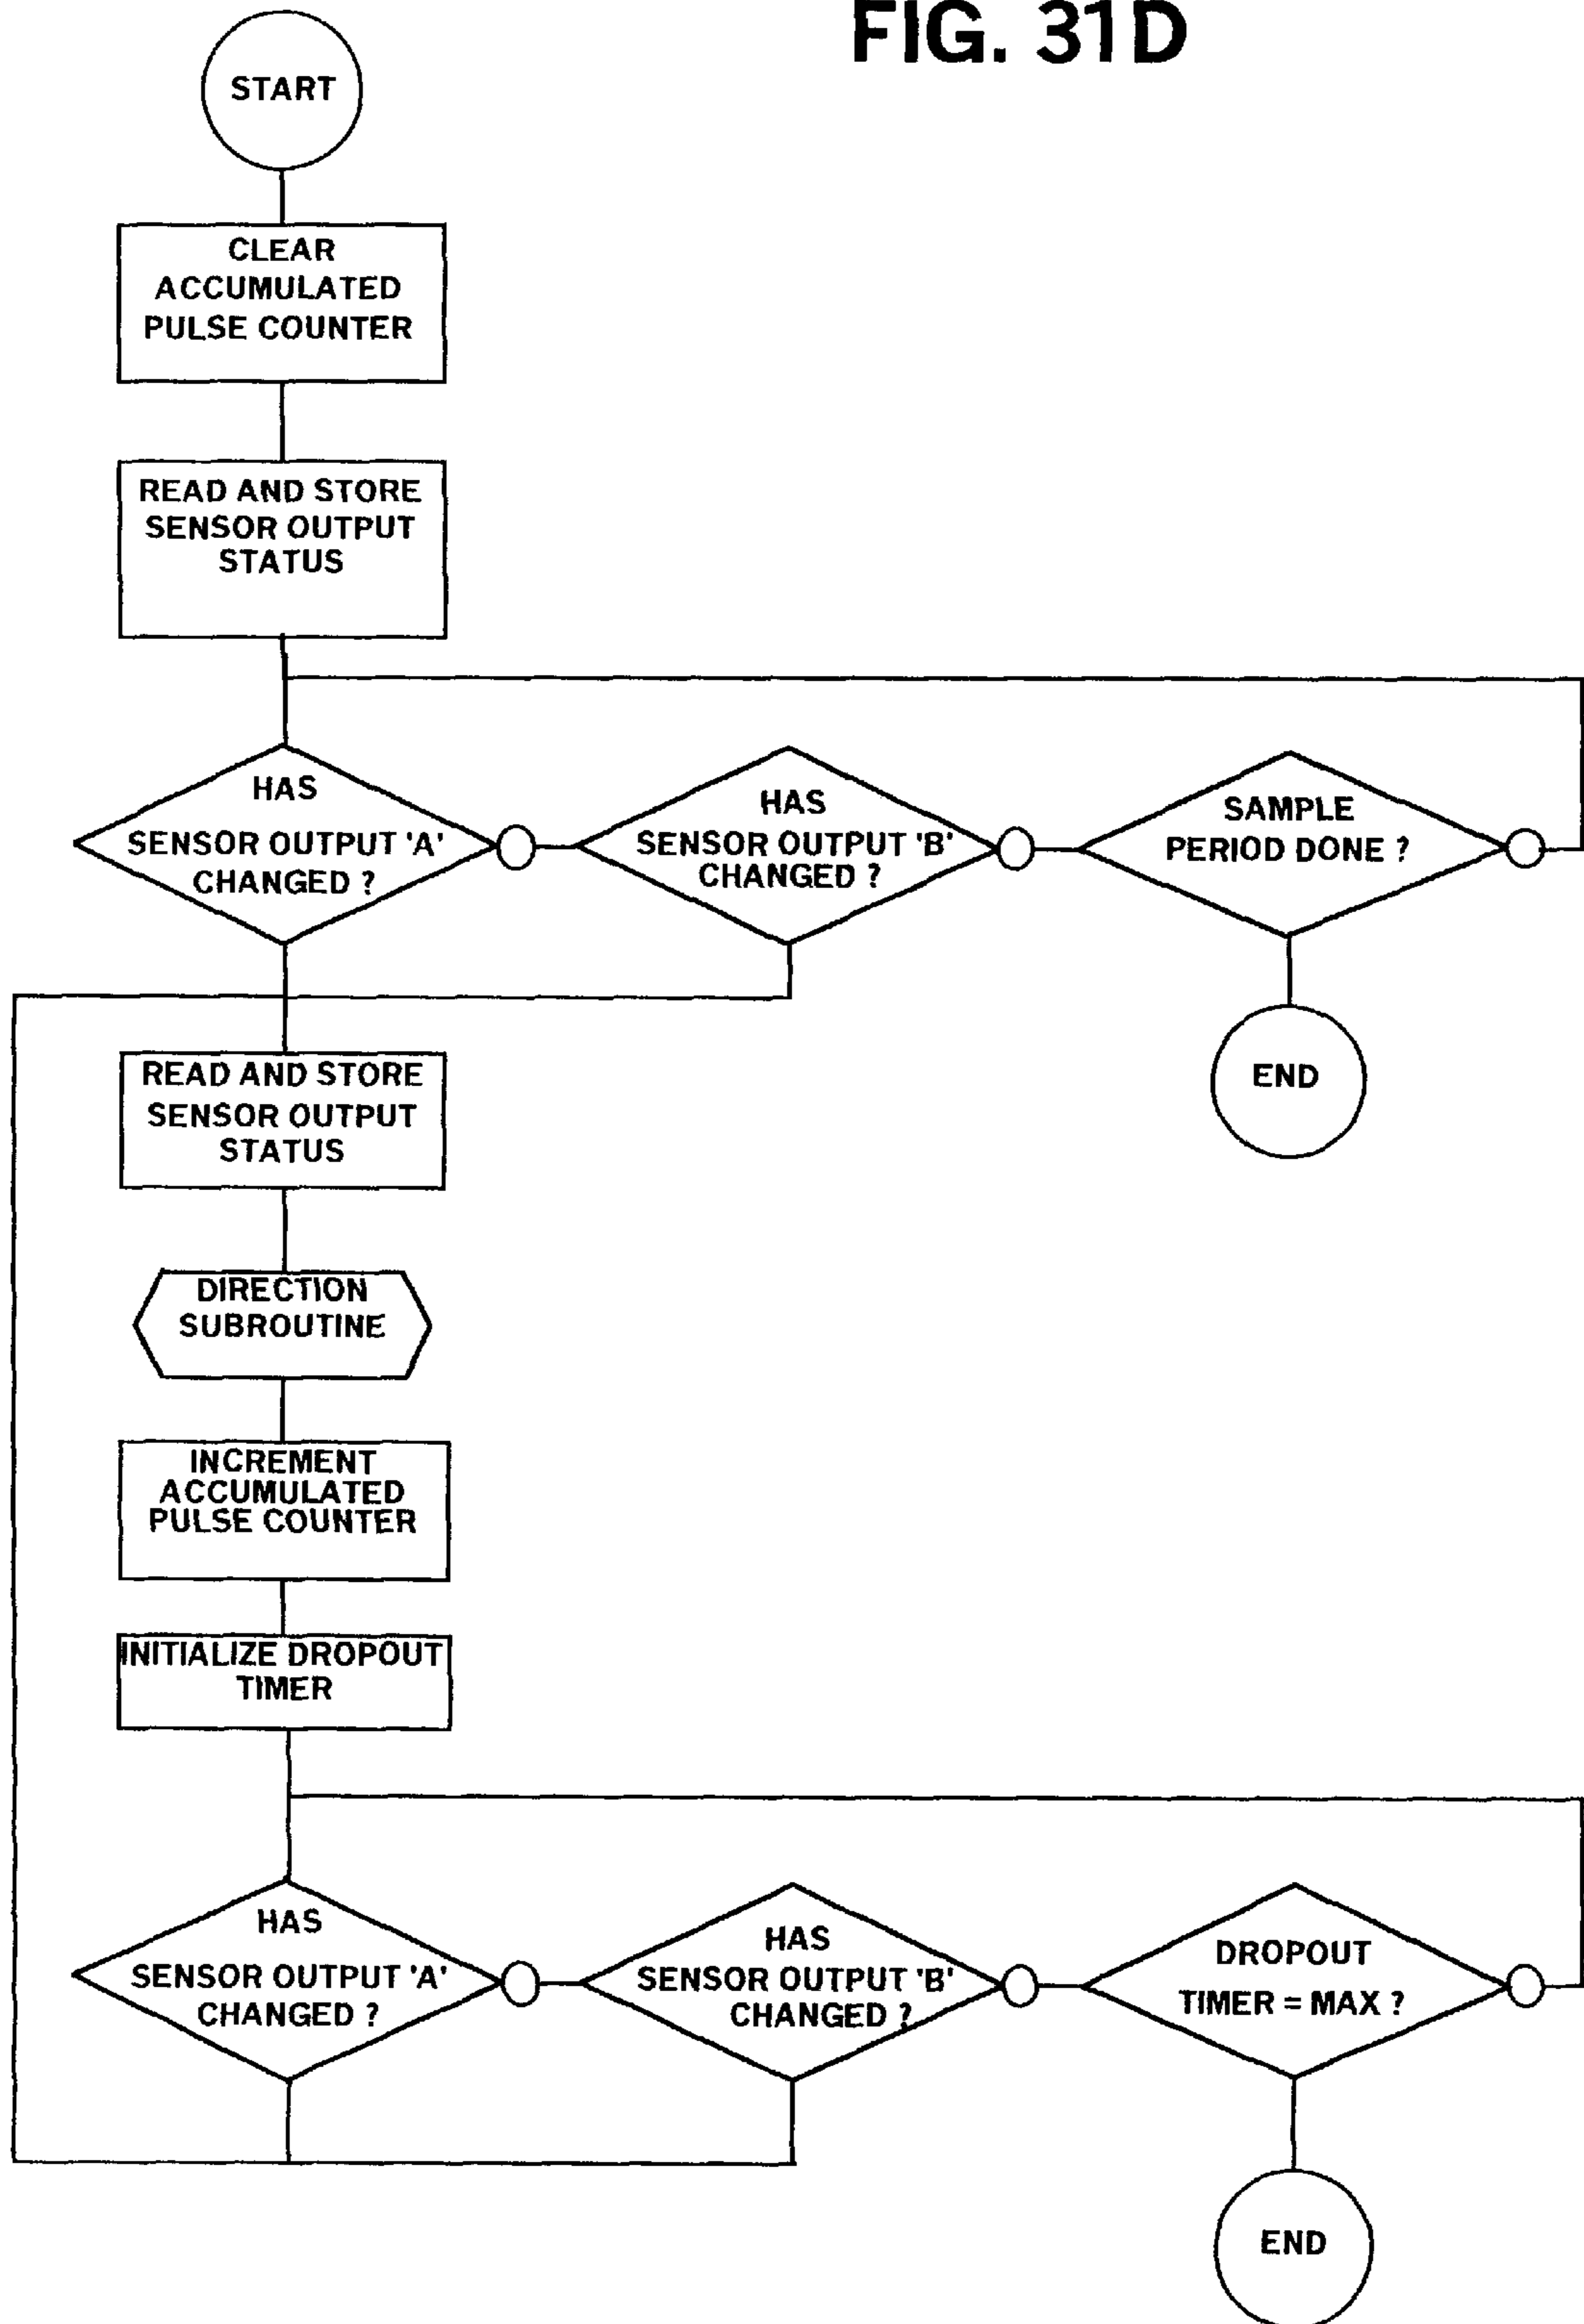 FIG. 31D
START
CLEAR
ACCUMULATED
PULSE COUNTER
READ AND STORE
SENSOR OUTPUT
STATUS
HAS
SENSOR OUTPUT 'A'
CHANGED ?
HAS
SENSOR OUTPUT 'B'
CHANGED ?
SAMPLE
PERIOD DONE ?
END
READ AND STORE
SENSOR OUTPUT
STATUS
DIRECTION
SUBROUTINE
INCREMENT
ACCUMULATED
PULSE COUNTER
INITIALIZE DROPOUT
TIMER
HAS
SENSOR OUTPUT 'A'
CHANGED ?
HAS
SENSOR OUTPUT 'B'
CHANGED ?
DROPOUT
TIMER = MAX ?
END